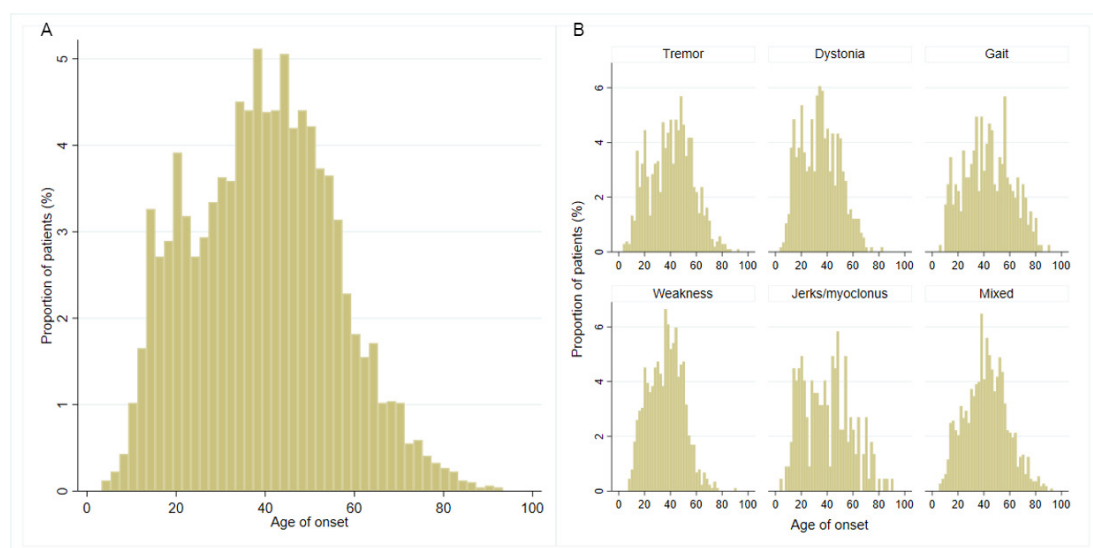 A
Proportion of patients (%)
5
4
3
2
1
0
0 20 40 60 80 100
Age of onset
B
Proportion of patients (%)
Tremor Dystonia Gait
6
4
2
0
0 20 40 60 80 100 0 20 40 60 80 100 0 20 40 60 80 100
Weakness Jerks/myoclonus Mixed
6
4
2
0
0 20 40 60 80 100 0 20 40 60 80 100 0 20 40 60 80 100
Age of onset